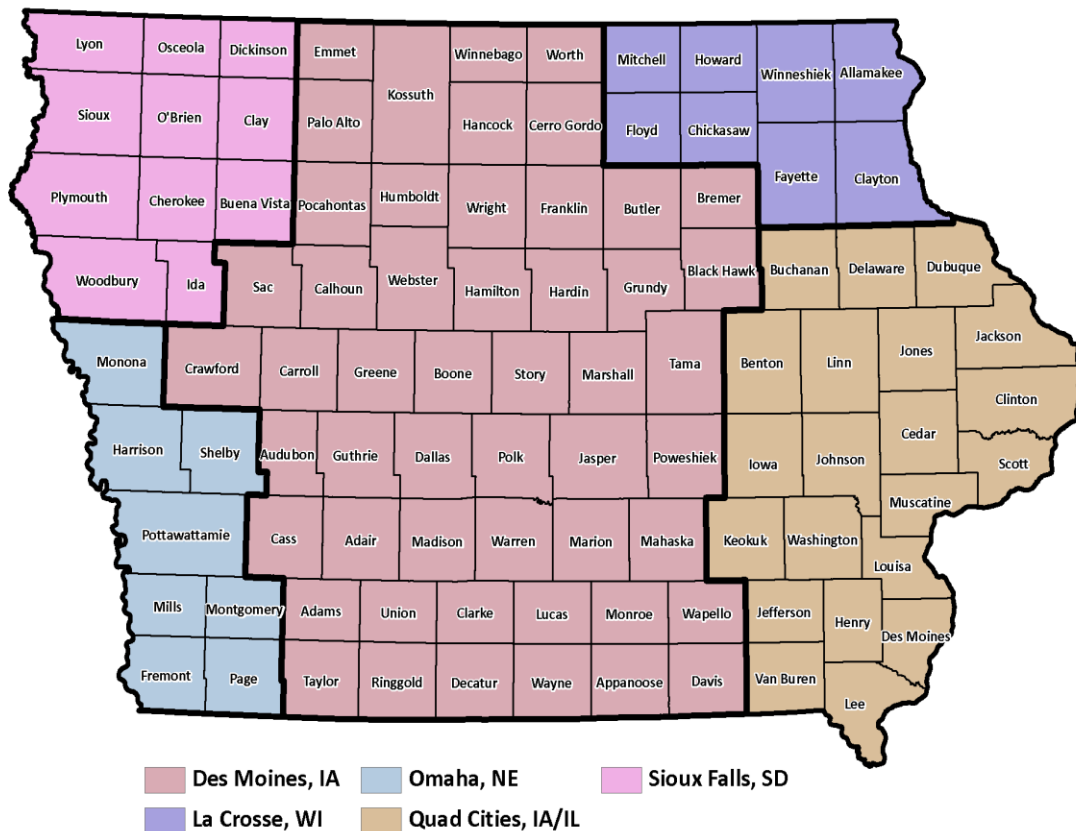 Lyon Osceola Dickinson Emmet Winnebago Worth Mitchell Howard Winneshiek Allamakee
Kossuth
Sioux O'Brien Clay Palo Alto Hancock Cerro Gordo Floyd Chickasaw
Plymouth Cherokee Buena Vista Pocahontas Humboldt Wright Franklin Butler Bremer Fayette Clayton
Woodbury Ida Sac Calhoun Webster Hamilton Hardin Grundy Black Hawk Buchanan Delaware Dubuque
Monona Crawford Carroll Greene Boone Story Marshall Tama Benton Linn Jones Jackson
Clinton
Harrison Shelby Audubon Guthrie Dallas Polk Jasper Poweshiek Iowa Johnson Cedar Scott
Muscatine
Pottawattamie Cass Adair Madison Warren Marion Mahaska Keokuk Washington Louisa
Mills Montgomery Adams Union Clarke Lucas Monroe Wapello Jefferson Henry Des Moines
Fremont Page Taylor Ringgold Decatur Wayne Appanoose Davis Van Buren Lee
Des Moines, IA Omaha, NE Sioux Falls, SD
La Crosse, WI Quad Cities, IA/IL